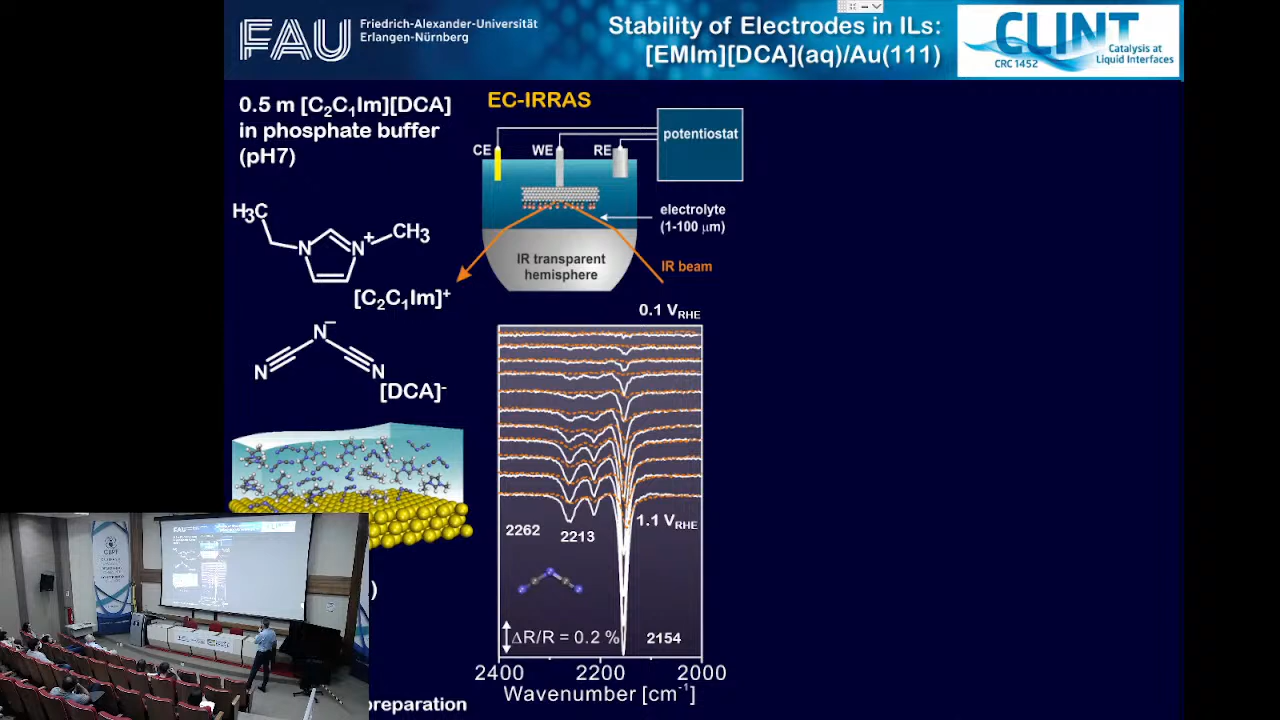 FAU Friedrich-Alexander-Universität
Erlangen-Nürnberg
Stability of Electrodes in ILs:
[EMIm][DCA](aq)/Au(111)
CLINT
CRC 1452
Catalysis at
Liquid Interfaces
0.5 m [C₂C₁Im][DCA]
in phosphate buffer
(pH7)
EC-IRRAS
potentiostat
CE
WE
RE
electrolyte
(1-100 μm)
IR transparent
hemisphere
IR beam
H₃C
N
N
+
CH₃
[C₂C₁Im]⁺
N⁻
N
N
[DCA]⁻
0.1 V_RHE
1.1 V_RHE
2262
2213
2154
ΔR/R = 0.2 %
2400
2200
2000
Wavenumber [cm⁻¹]
)
preparation
FAU